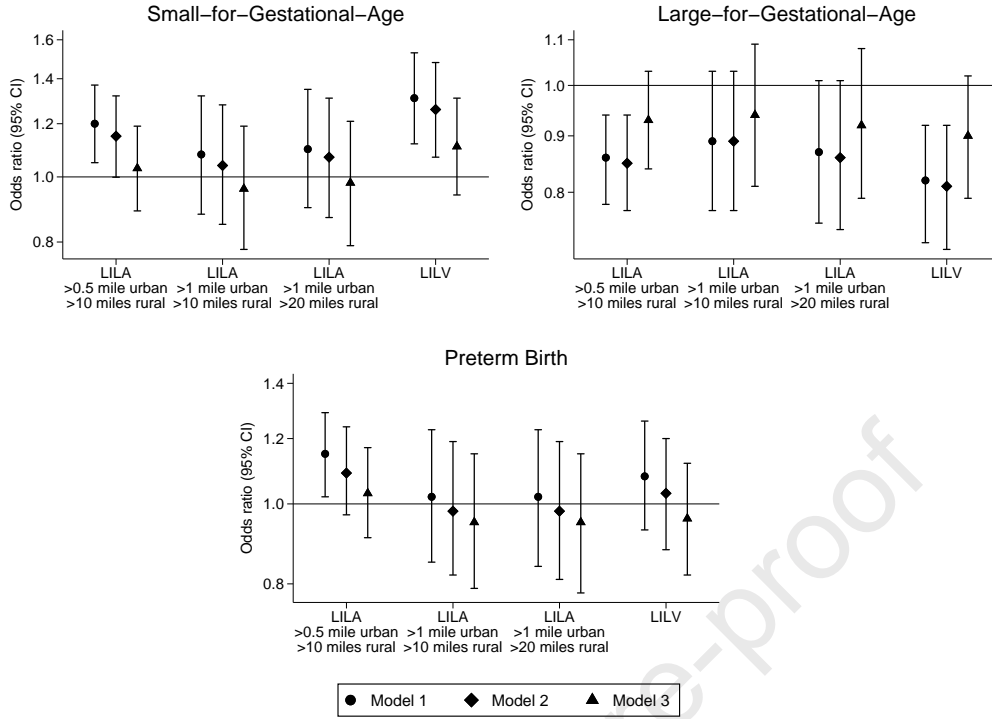 Small-for-Gestational-Age
Odds ratio (95% CI)
1.6
1.4
1.2
1.0
0.8
LILA LILA LILA LILV
>0.5 mile urban >1 mile urban >1 mile urban
>10 miles rural >10 miles rural >20 miles rural
Large-for-Gestational-Age
Odds ratio (95% CI)
1.1
1.0
0.9
0.8
LILA LILA LILA LILV
>0.5 mile urban >1 mile urban >1 mile urban
>10 miles rural >10 miles rural >20 miles rural
Preterm Birth
Odds ratio (95% CI)
1.4
1.2
1.0
0.8
LILA LILA LILA LILV
>0.5 mile urban >1 mile urban >1 mile urban
>10 miles rural >10 miles rural >20 miles rural
Model 1 Model 2 Model 3
re-proof